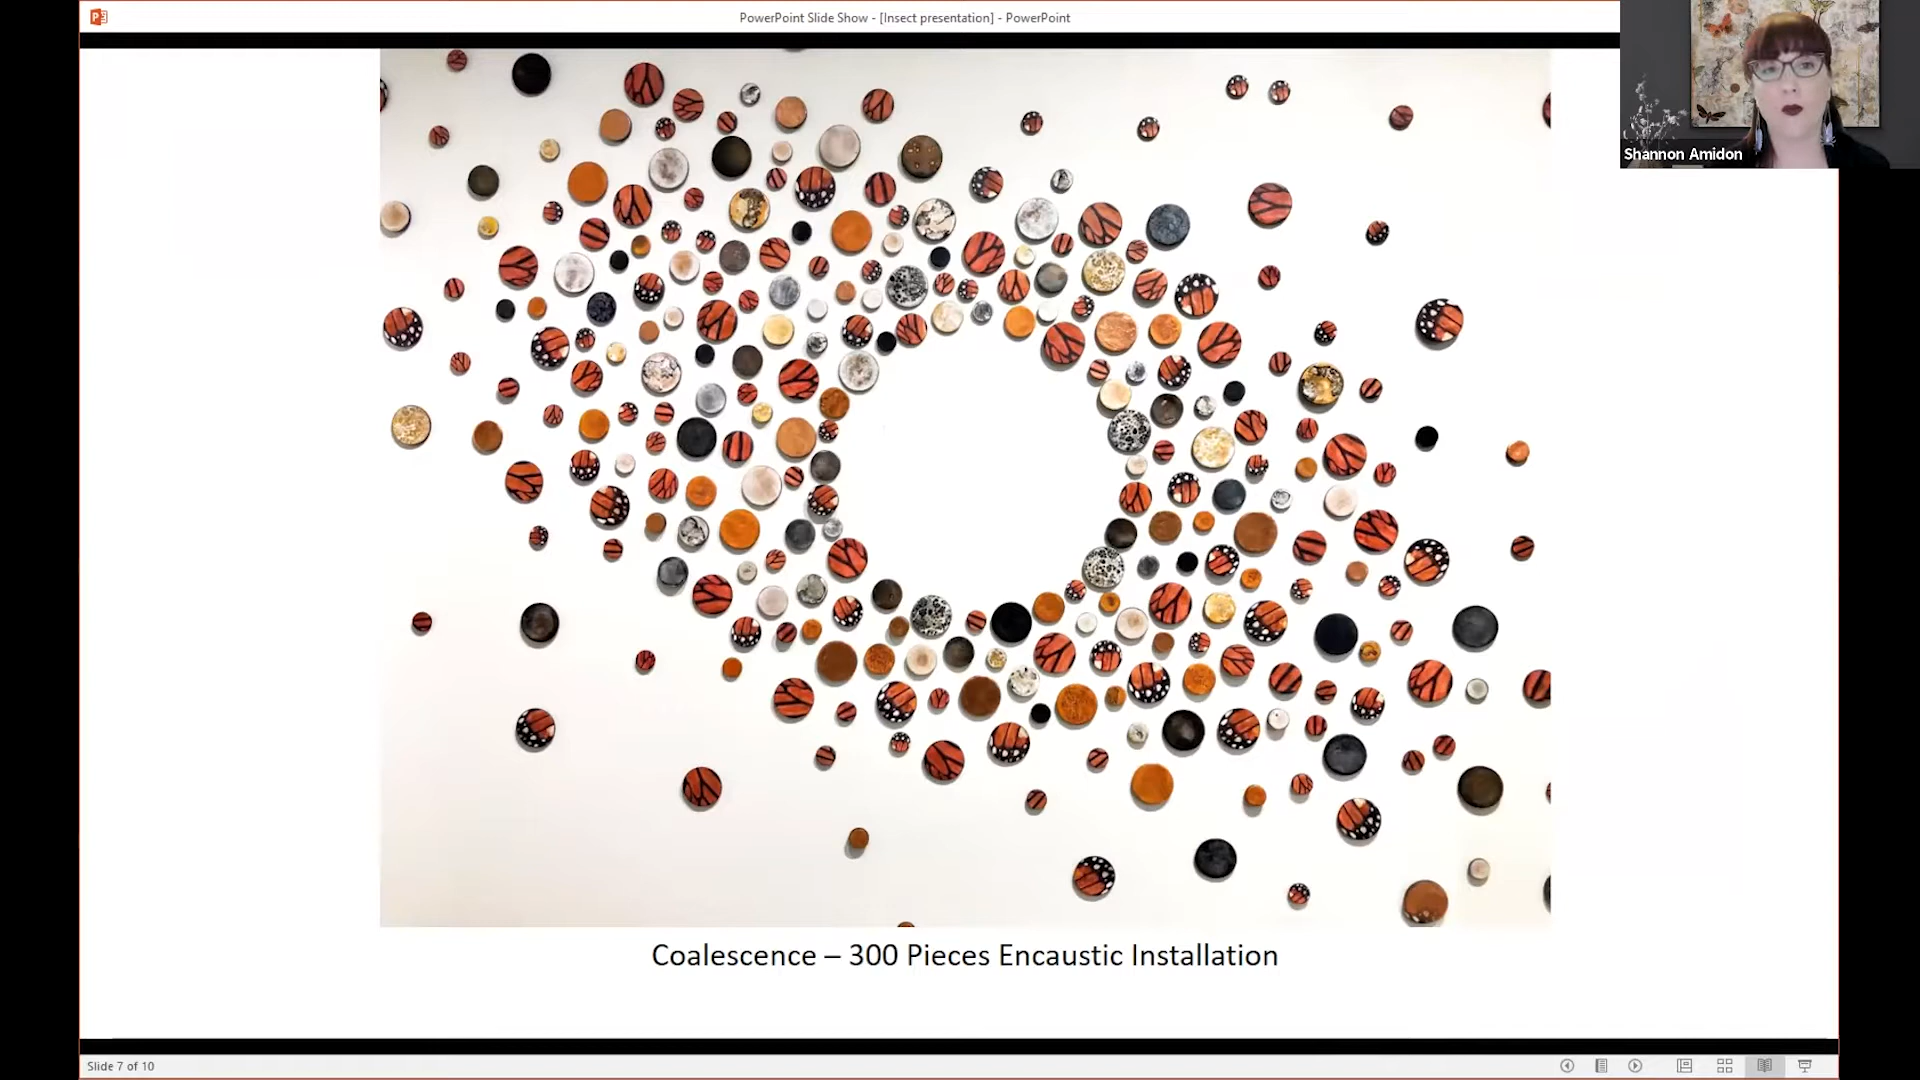 PowerPoint Slide Show - [Insect presentation] - PowerPoint
Shannon Amidon
Coalescence – 300 Pieces Encaustic Installation
Slide 7 of 10